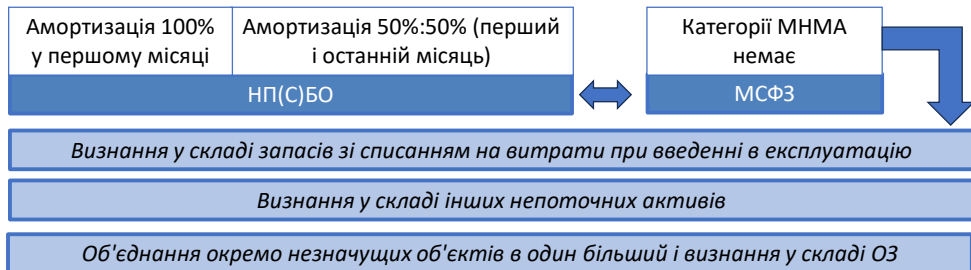 Амортизація 100%
у першому місяці
Амортизація 50%:50% (перший
і останній місяць)
НП(С)БО
Категорії МНМА
немає
МСФЗ
Визнання у складі запасів зі списанням на витрати при введенні в експлуатацію
Визнання у складі інших непоточних активів
Об'єднання окремо незначущих об'єктів в один більший і визнання у складі ОЗ